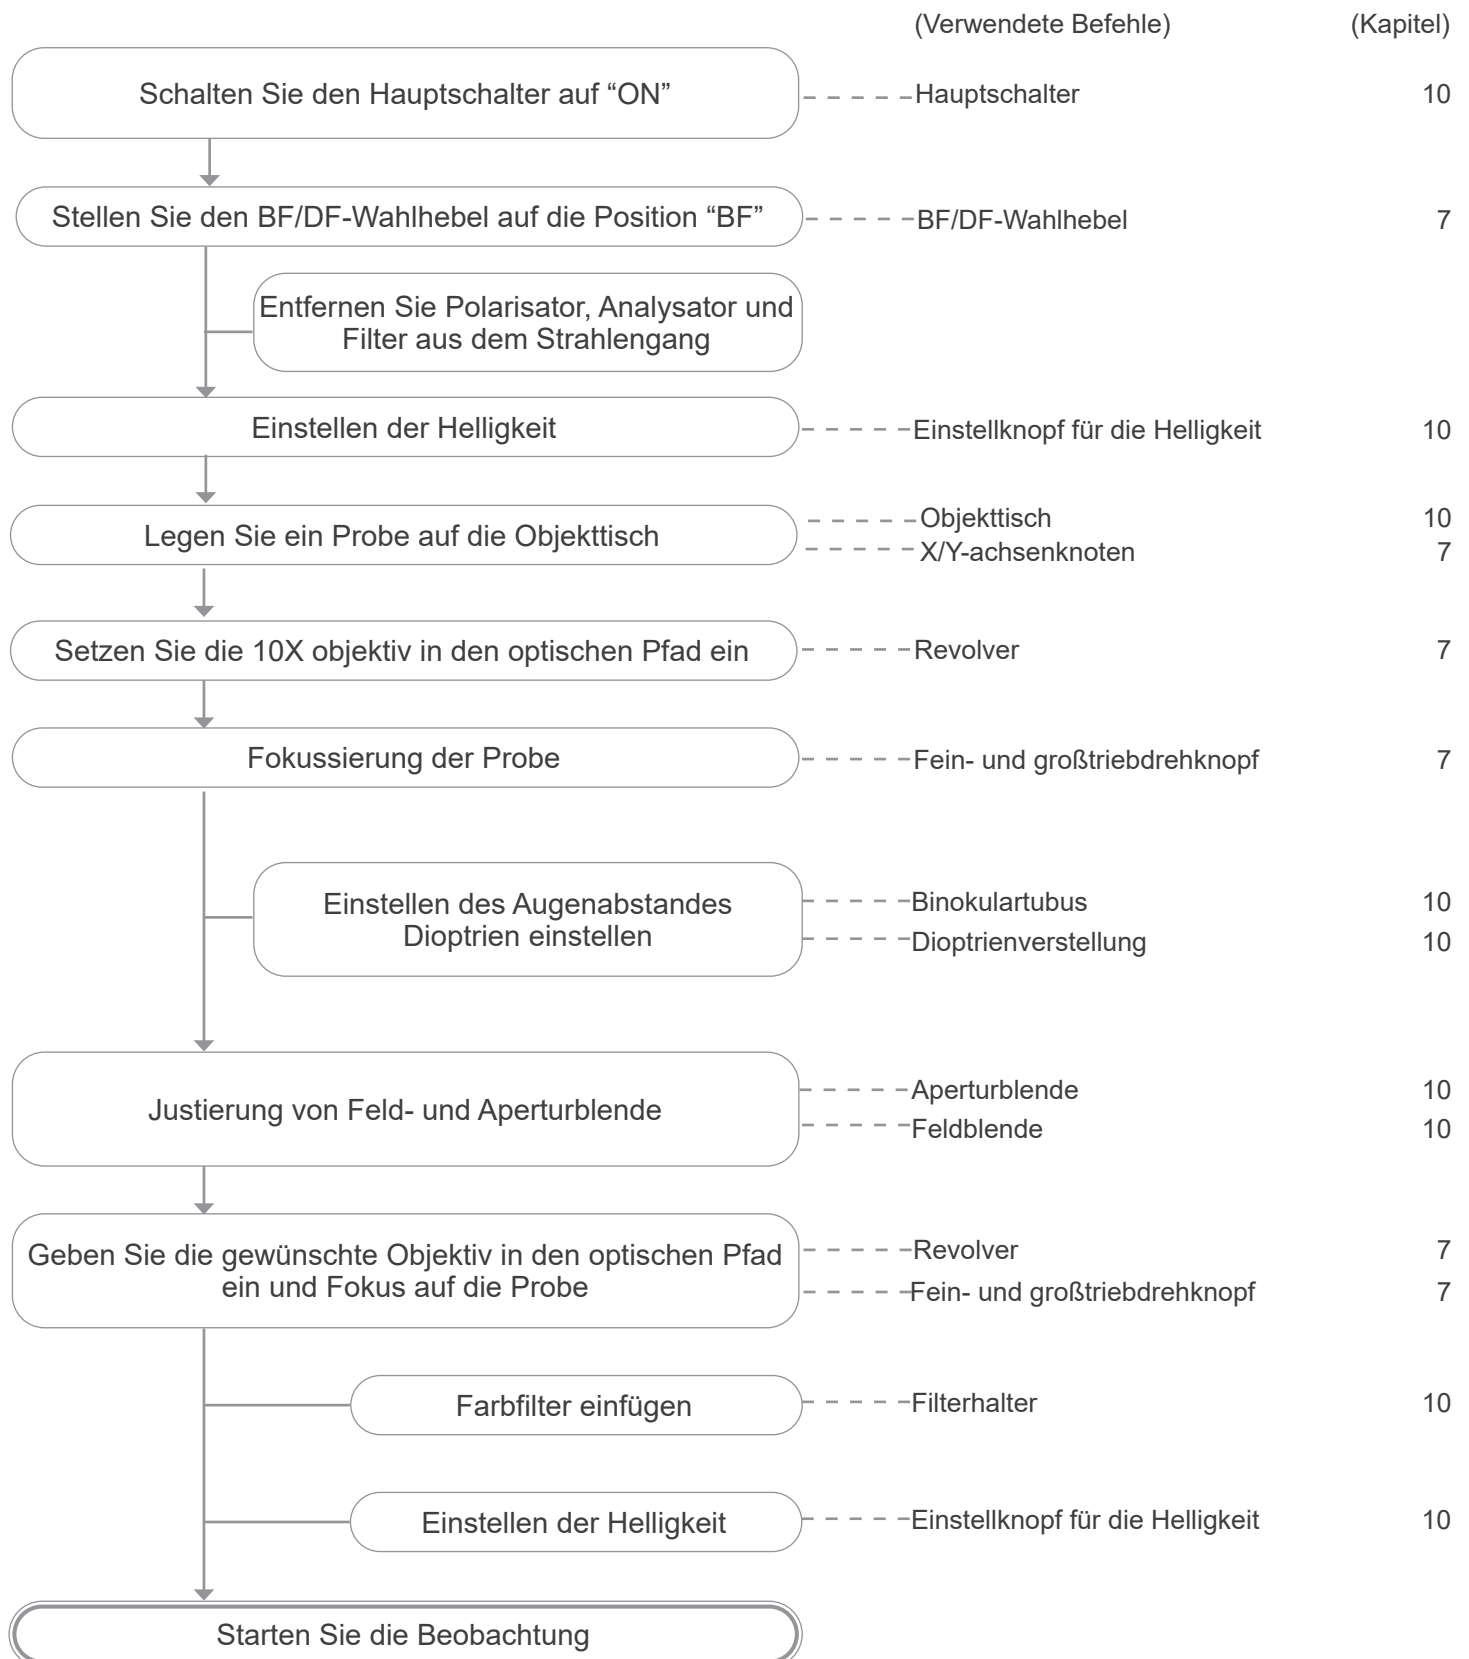 (Verwendete Befehle) (Kapitel)
Schalten Sie den Hauptschalter auf “ON” Hauptschalter 10
Stellen Sie den BF/DF-Wahlhebel auf die Position “BF” BF/DF-Wahlhebel 7
Entfernen Sie Polarisator, Analysator und
Filter aus dem Strahlengang
Einstellen der Helligkeit Einstellknopf für die Helligkeit 10
Legen Sie ein Probe auf die Objekttisch
Objekttisch 10
X/Y-achsenknoten 7
Setzen Sie die 10X objektiv in den optischen Pfad ein Revolver 7
Fokussierung der Probe Fein- und großtriebdrehknopf 7
Einstellen des Augenabstandes
Dioptrien einstellen
Binokulartubus 10
Dioptrienverstellung 10
Justierung von Feld- und Aperturblende
Aperturblende 10
Feldblende 10
Geben Sie die gewünschte Objektiv in den optischen Pfad
ein und Fokus auf die Probe
Revolver 7
Fein- und großtriebdrehknopf 7
Farbfilter einfügen Filterhalter 10
Einstellen der Helligkeit Einstellknopf für die Helligkeit 10
Starten Sie die Beobachtung